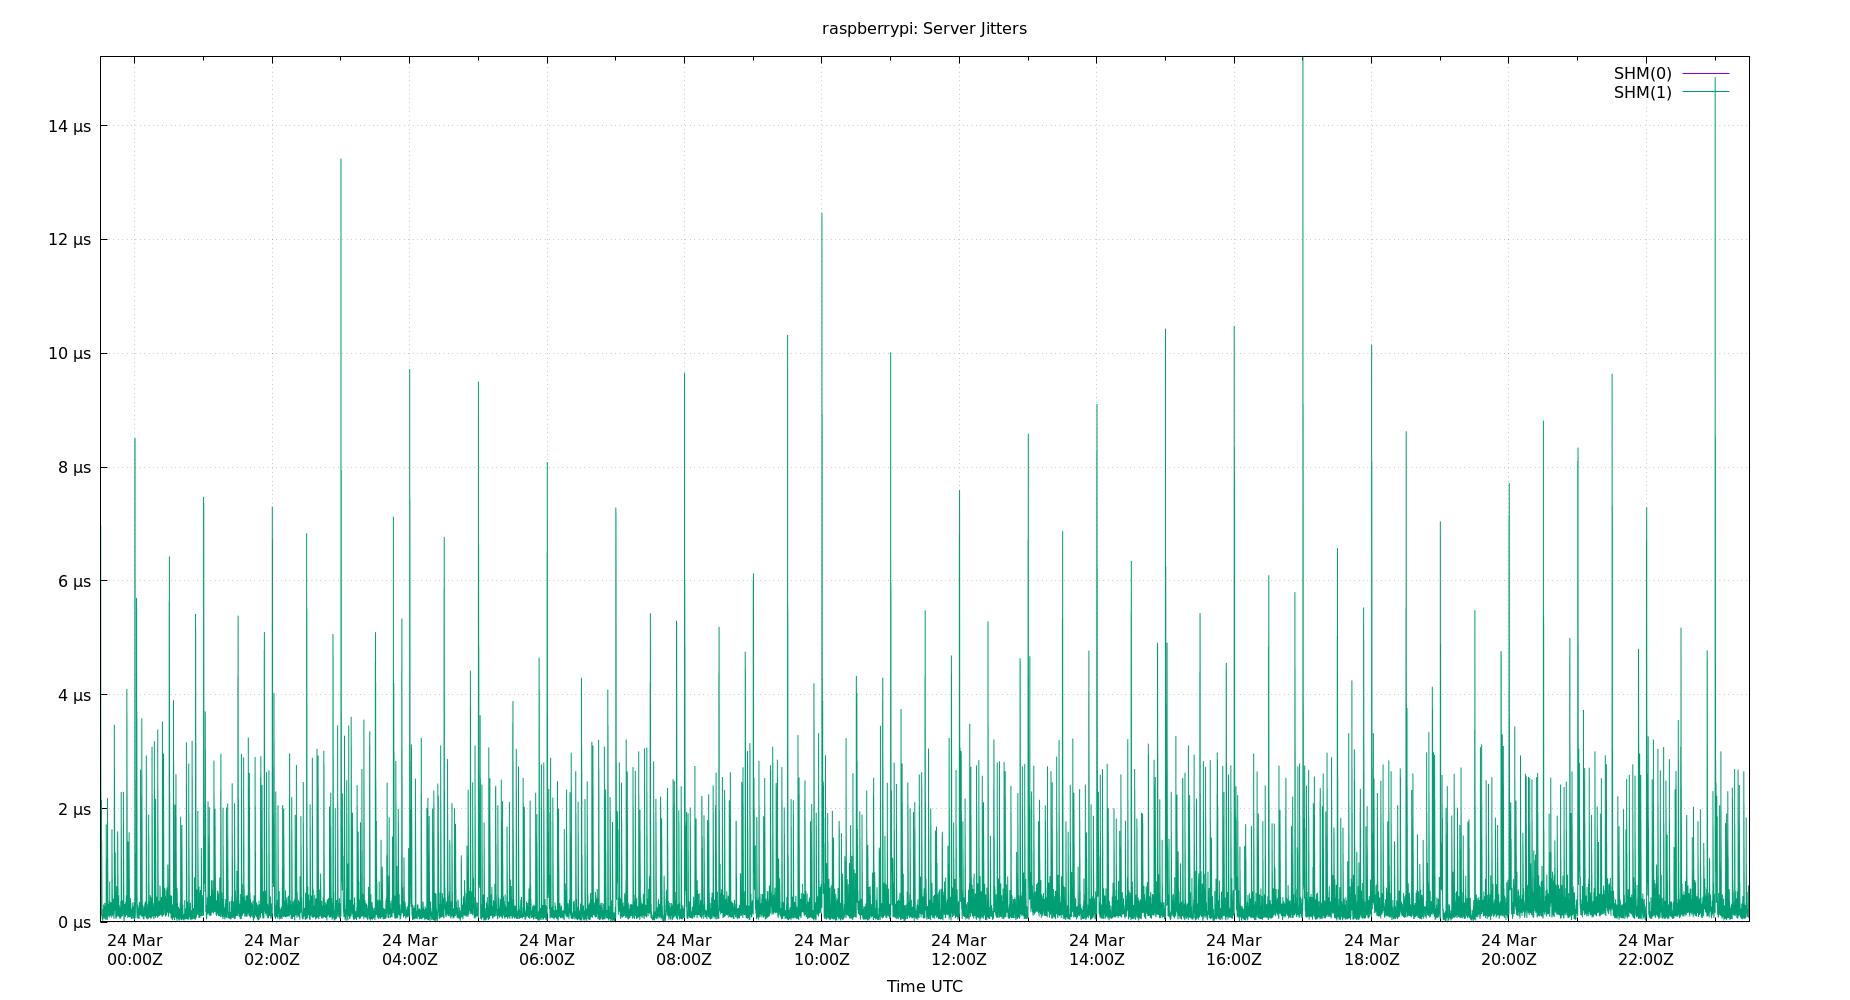 raspberrypi: Server Jitters
SHM(0)
SHM(1)
14 µs
12 µs
10 µs
8 µs
6 µs
4 µs
2 µs
0 µs
24 Mar 24 Mar 24 Mar 24 Mar 24 Mar 24 Mar 24 Mar 24 Mar 24 Mar 24 Mar 24 Mar 24 Mar
00:00Z 02:00Z 04:00Z 06:00Z 08:00Z 10:00Z 12:00Z 14:00Z 16:00Z 18:00Z 20:00Z 22:00Z
Time UTC